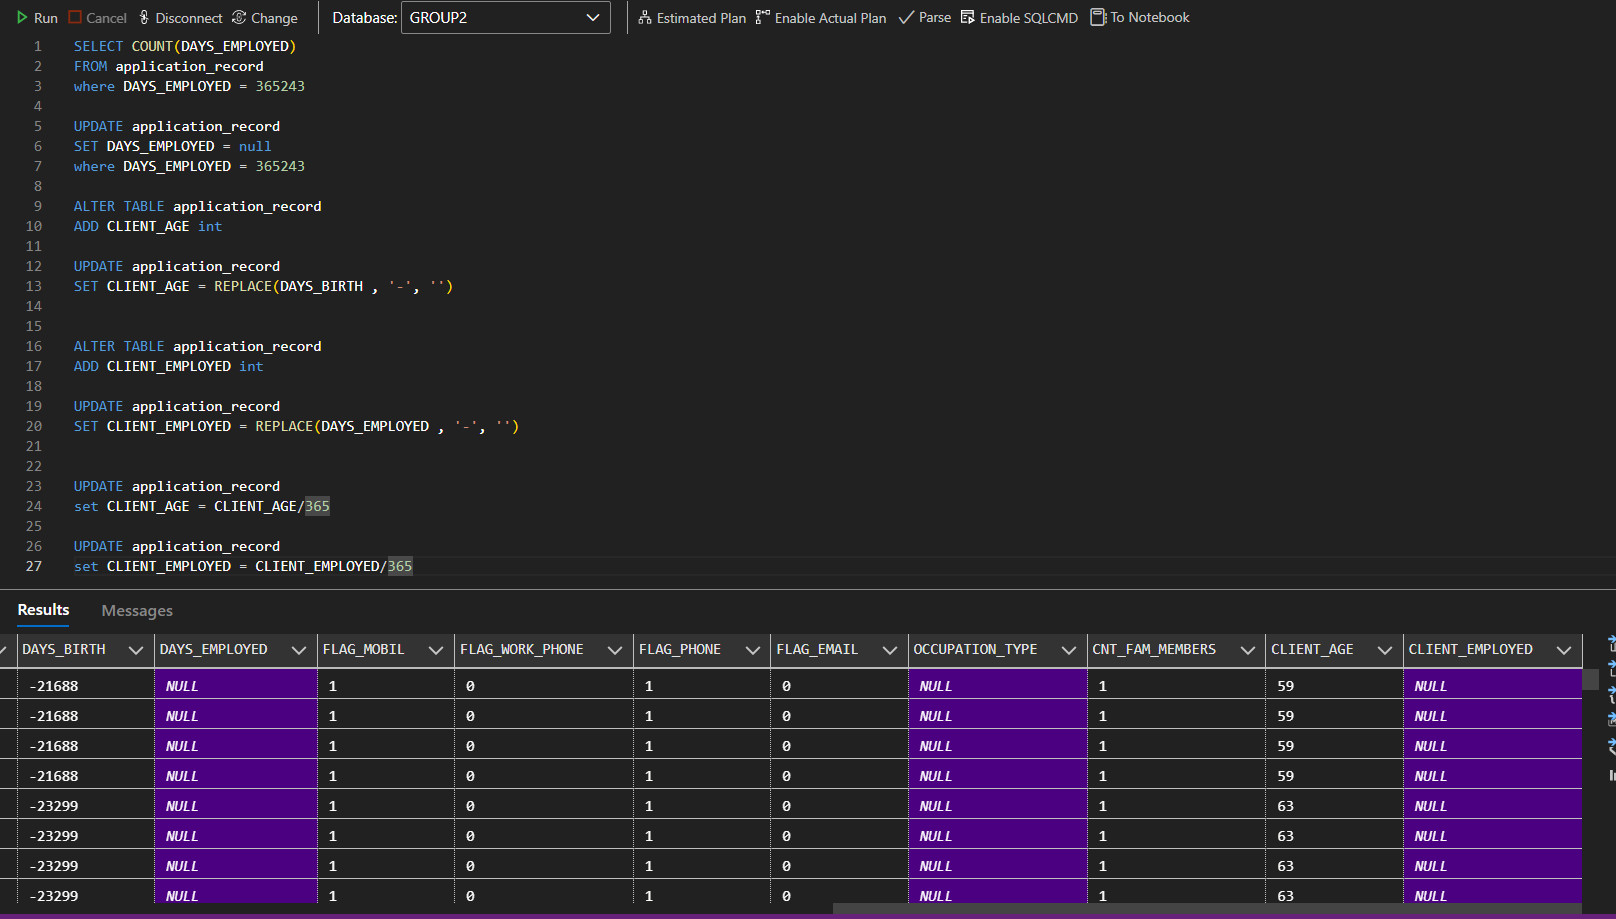 Run Cancel Disconnect Change Database: GROUP2 Estimated Plan Enable Actual Plan Parse Enable SQLCMD To Notebook
1 SELECT COUNT(DAYS_EMPLOYED)
2 FROM application_record
3 where DAYS_EMPLOYED = 365243
4
5 UPDATE application_record
6 SET DAYS_EMPLOYED = null
7 where DAYS_EMPLOYED = 365243
8
9 ALTER TABLE application_record
10 ADD CLIENT_AGE int
11
12 UPDATE application_record
13 SET CLIENT_AGE = REPLACE(DAYS_BIRTH , '-', '')
14
15
16 ALTER TABLE application_record
17 ADD CLIENT_EMPLOYED int
18
19 UPDATE application_record
20 SET CLIENT_EMPLOYED = REPLACE(DAYS_EMPLOYED , '-', '')
21
22
23 UPDATE application_record
24 set CLIENT_AGE = CLIENT_AGE/365
25
26 UPDATE application_record
27 set CLIENT_EMPLOYED = CLIENT_EMPLOYED/365
Results Messages
DAYS_BIRTH DAYS_EMPLOYED FLAG_MOBIL FLAG_WORK_PHONE FLAG_PHONE FLAG_EMAIL OCCUPATION_TYPE CNT_FAM_MEMBERS CLIENT_AGE CLIENT_EMPLOYED
-21688 NULL 1 0 1 0 NULL 1 59 NULL
-21688 NULL 1 0 1 0 NULL 1 59 NULL
-21688 NULL 1 0 1 0 NULL 1 59 NULL
-21688 NULL 1 0 1 0 NULL 1 59 NULL
-23299 NULL 1 0 1 0 NULL 1 63 NULL
-23299 NULL 1 0 1 0 NULL 1 63 NULL
-23299 NULL 1 0 1 0 NULL 1 63 NULL
-23299 NULL 1 0 1 0 NULL 1 63 NULL